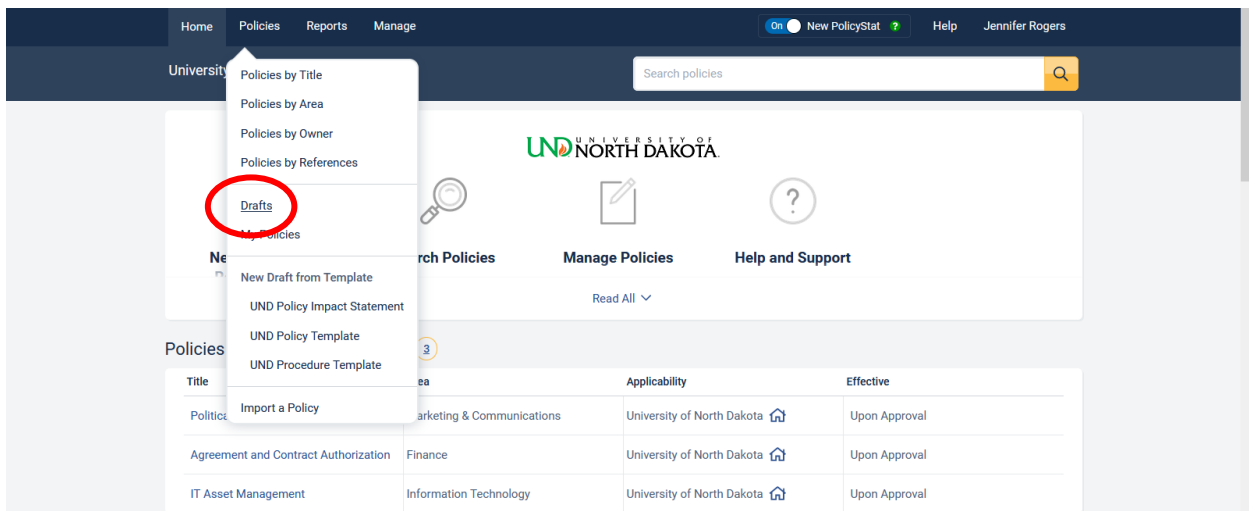 Home Policies Reports Manage On New PolicyStat ? Help Jennifer Rogers
University
Search policies
Policies by Title
Policies by Area
Policies by Owner
Policies by References
Drafts
My Policies
New Draft from Template
UND Policy Impact Statement
UND Policy Template
UND Procedure Template
Import a Policy
UND UNIVERSITY OF
NORTH DAKOTA.
?
Ne rch Policies Manage Policies Help and Support
Read All
Policies 3
Title ea Applicability Effective
Politica arketing & Communications University of North Dakota Upon Approval
Agreement and Contract Authorization Finance University of North Dakota Upon Approval
IT Asset Management Information Technology University of North Dakota Upon Approval